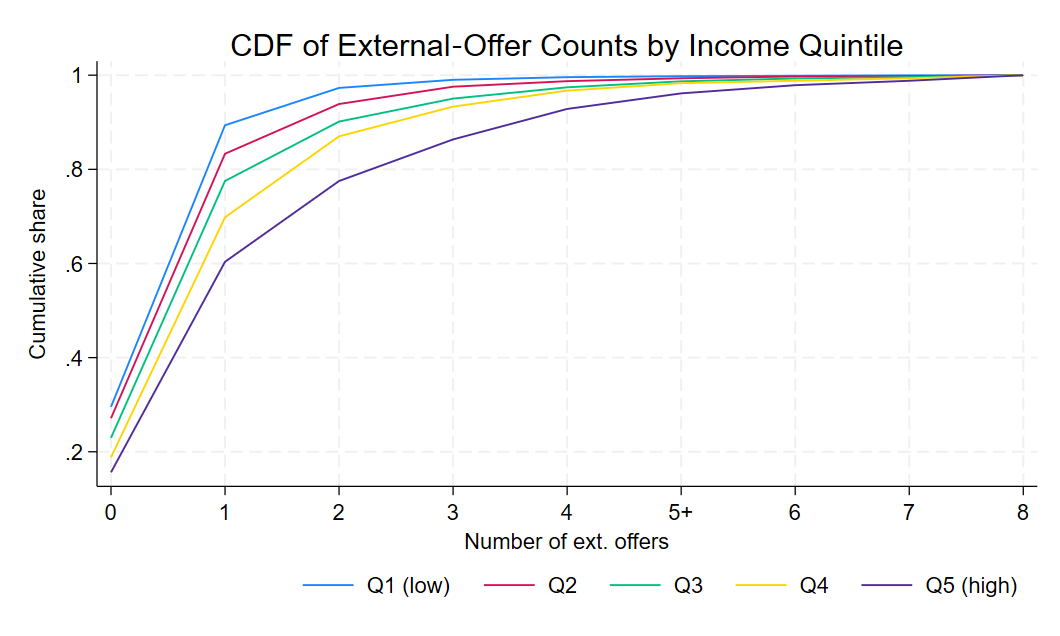 CDF of External-Offer Counts by Income Quintile
Cumulative share
1
.8
.6
.4
.2
0 1 2 3 4 5+ 6 7 8
Number of ext. offers
Q1 (low) Q2 Q3 Q4 Q5 (high)